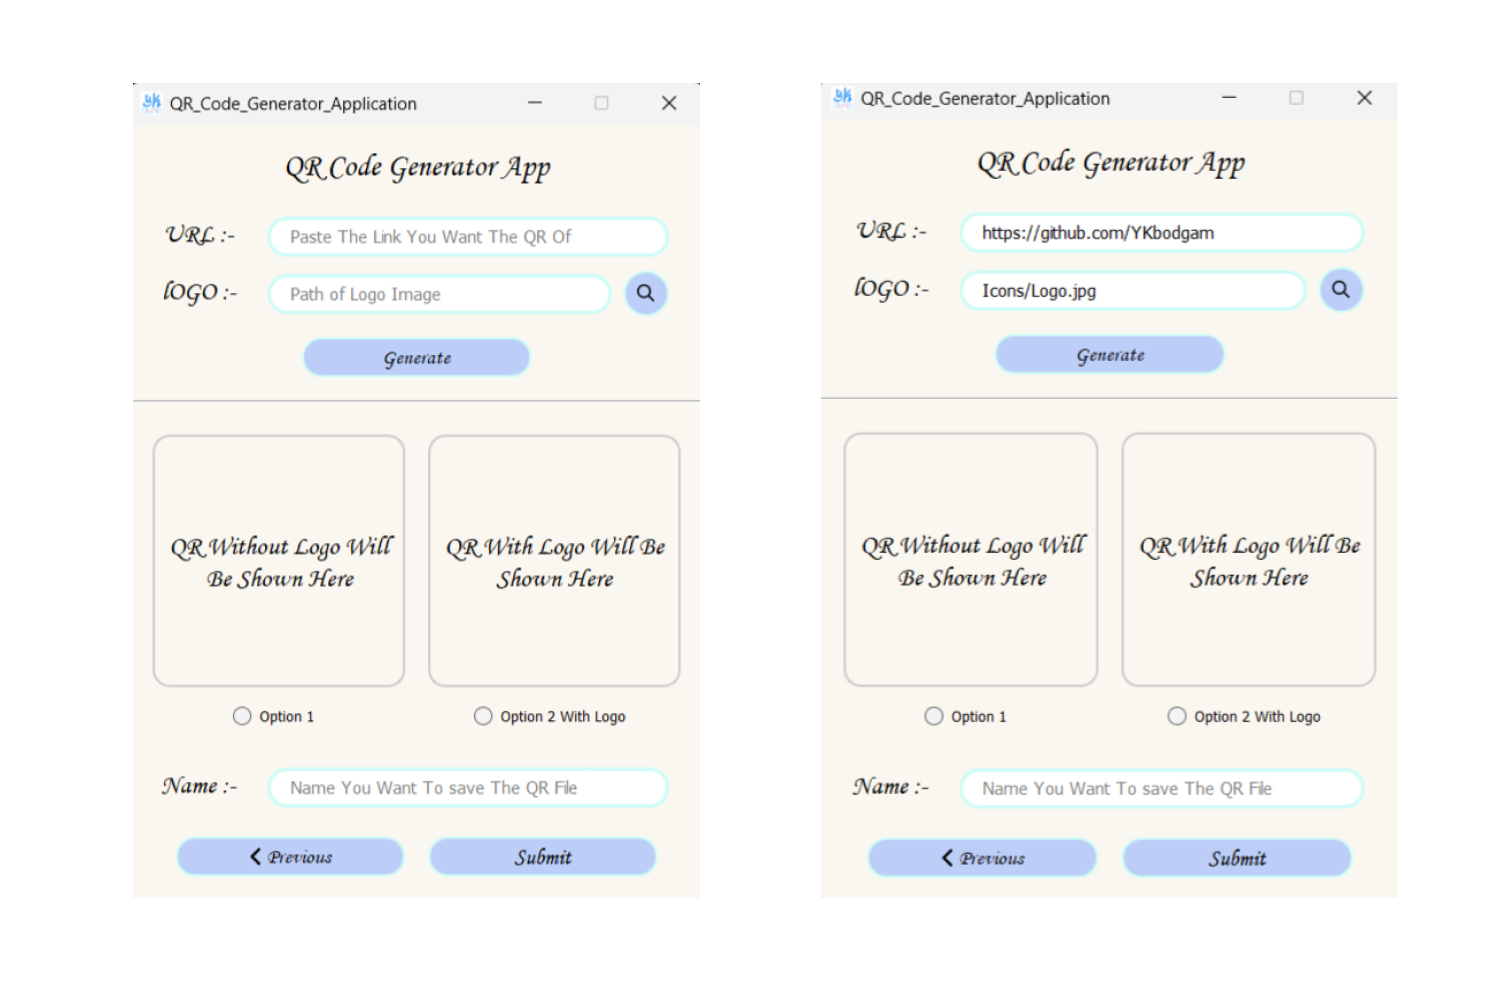 QR_Code_Generator_Application
QR Code Generator App
URL :-
Paste The Link You Want The QR Of
lOGO :-
Path of Logo Image
Generate
QR Without Logo Will
Be Shown Here
QR With Logo Will Be
Shown Here
Option 1
Option 2 With Logo
Name :-
Name You Want To save The QR File
Previous
Submit
QR_Code_Generator_Application
QR Code Generator App
URL :-
https://github.com/YKbodgam
lOGO :-
Icons/Logo.jpg
Generate
QR Without Logo Will
Be Shown Here
QR With Logo Will Be
Shown Here
Option 1
Option 2 With Logo
Name :-
Name You Want To save The QR File
Previous
Submit